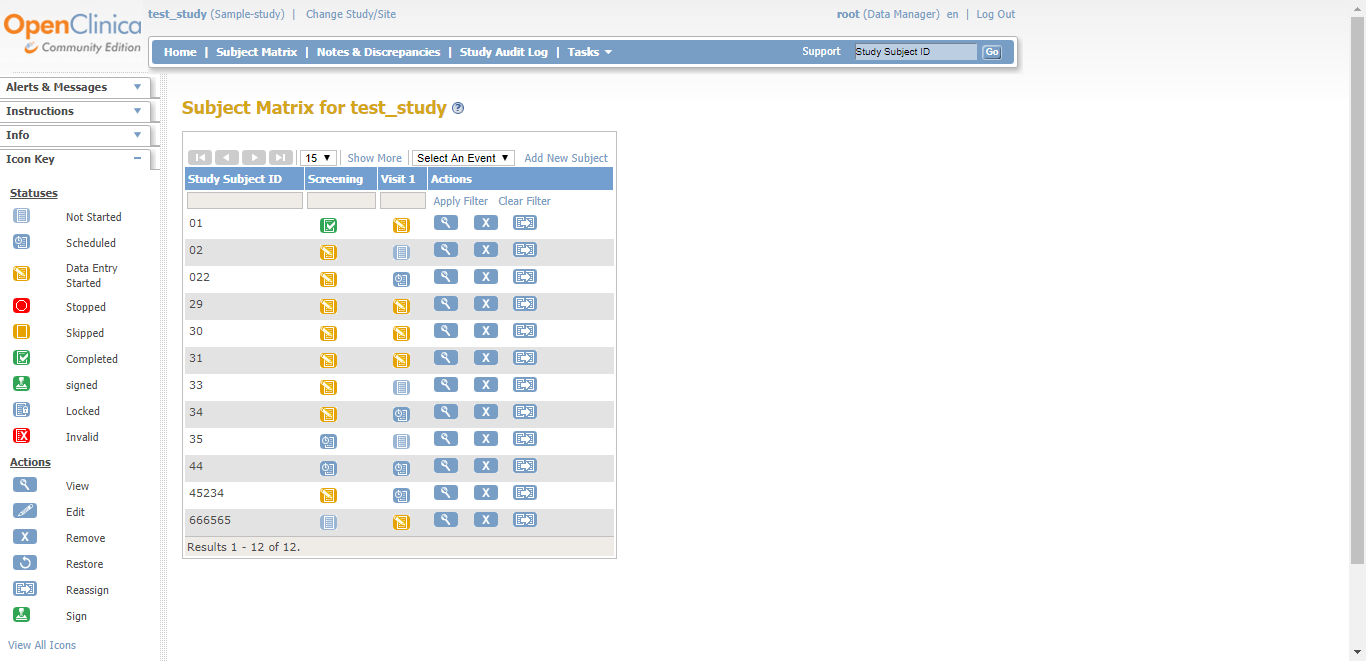 OpenClinica
Community Edition
test_study (Sample-study) | Change Study/Site
root (Data Manager) en | Log Out
Home | Subject Matrix | Notes & Discrepancies | Study Audit Log | Tasks
Support Study Subject ID Go
Alerts & Messages
Instructions
Info
Icon Key
Statuses
Not Started
Scheduled
Data Entry
Started
Stopped
Skipped
Completed
signed
Locked
Invalid
Actions
View
Edit
Remove
Restore
Reassign
Sign
View All Icons
Subject Matrix for test_study ?
15 Show More Select An Event Add New Subject
Study Subject ID Screening Visit 1 Actions
Apply Filter Clear Filter
01
02
022
29
30
31
33
34
35
44
45234
666565
Results 1 - 12 of 12.